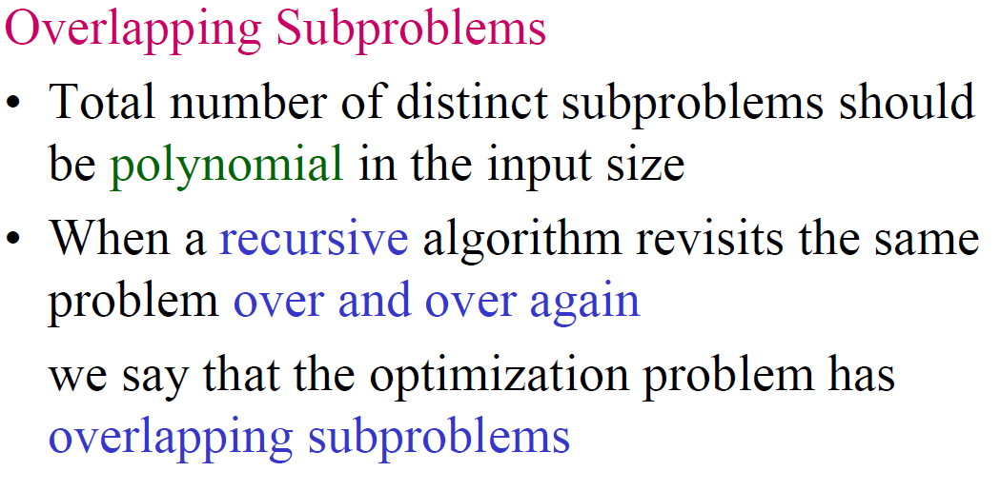 Overlapping Subproblems
• Total number of distinct subproblems should
be polynomial in the input size
• When a recursive algorithm revisits the same
problem over and over again
we say that the optimization problem has
overlapping subproblems